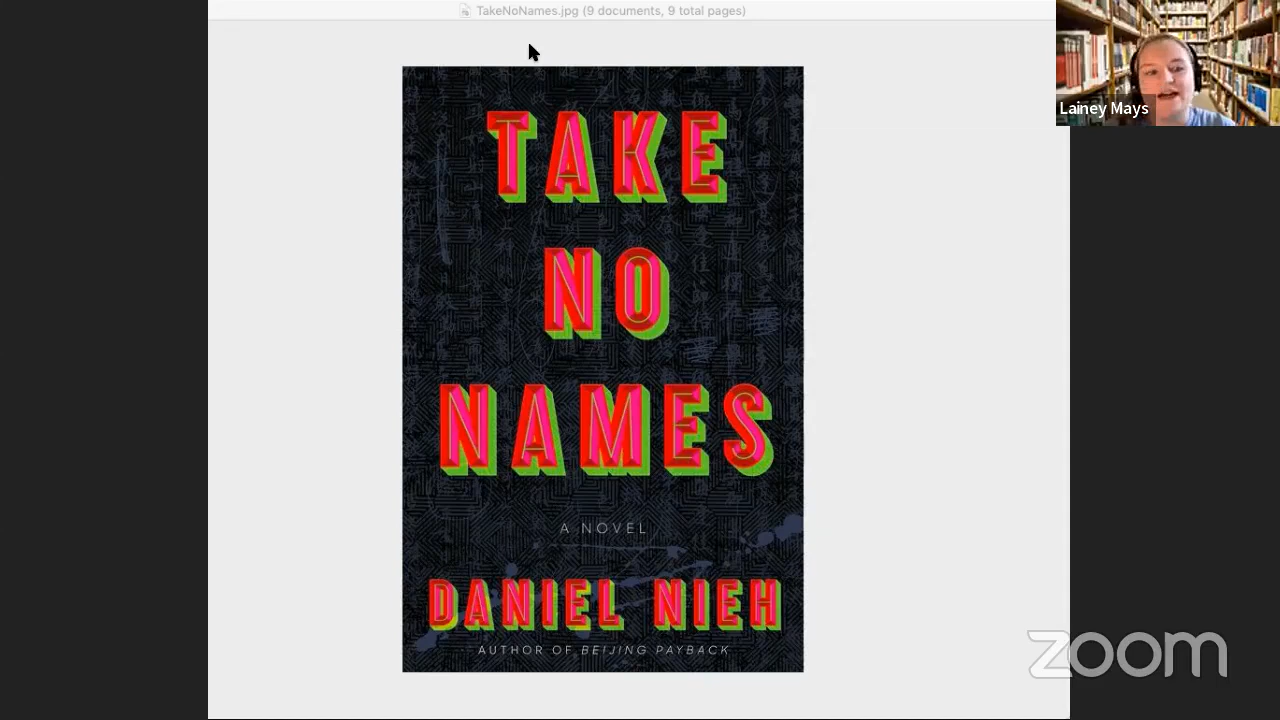 TakeNoNames.jpg (9 documents, 9 total pages)
Lainey Mays
TAKE
NO
NAMES
A NOVEL
DANIEL NIEH
AUTHOR OF BEIJING PAYBACK
zoom